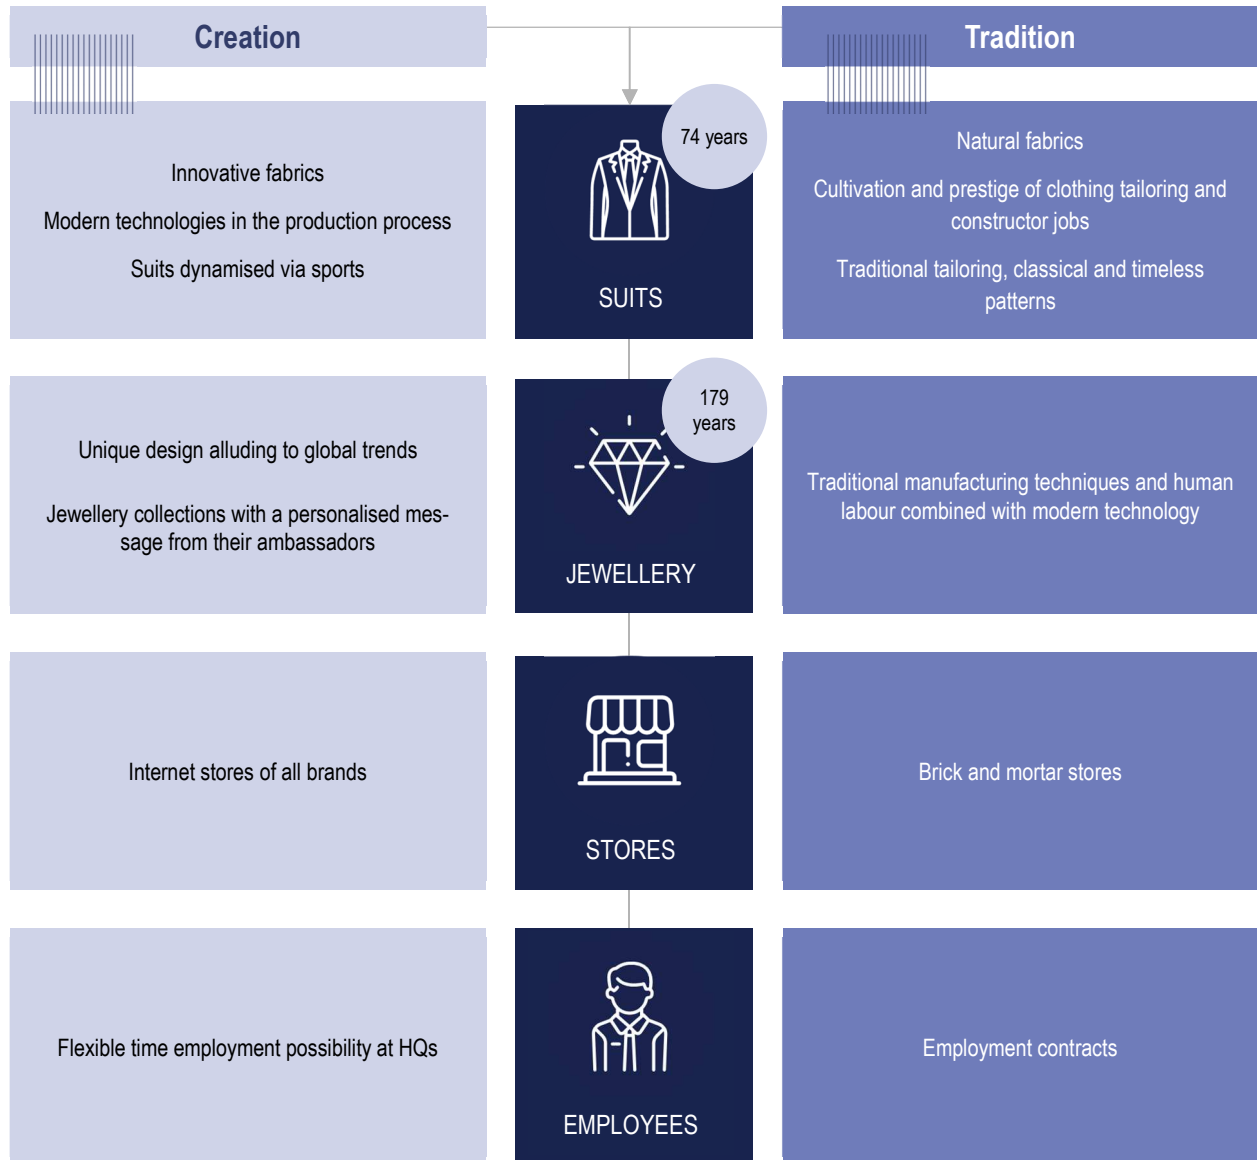 Creation
Tradition
Innovative fabrics
Modern technologies in the production process
Suits dynamised via sports
74 years
SUITS
Natural fabrics
Cultivation and prestige of clothing tailoring and
constructor jobs
Traditional tailoring, classical and timeless
patterns
Unique design alluding to global trends
Jewellery collections with a personalised mes-
sage from their ambassadors
179
years
JEWELLERY
Traditional manufacturing techniques and human
labour combined with modern technology
Internet stores of all brands
STORES
Brick and mortar stores
Flexible time employment possibility at HQs
EMPLOYEES
Employment contracts